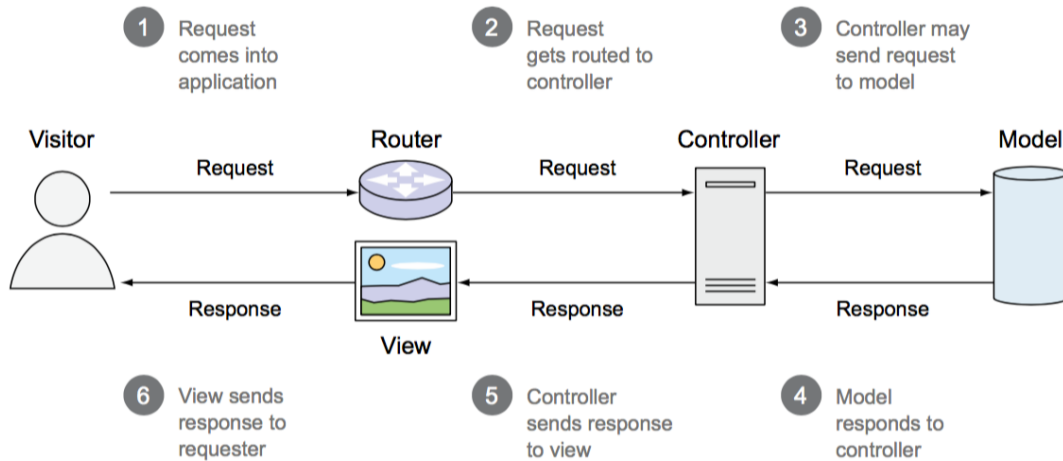 1 Request
comes into
application
2 Request
gets routed to
controller
3 Controller may
send request
to model
Visitor
Router
Controller
Model
Request
Request
Request
Response
Response
Response
View
6 View sends
response to
requester
5 Controller
sends response
to view
4 Model
responds to
controller